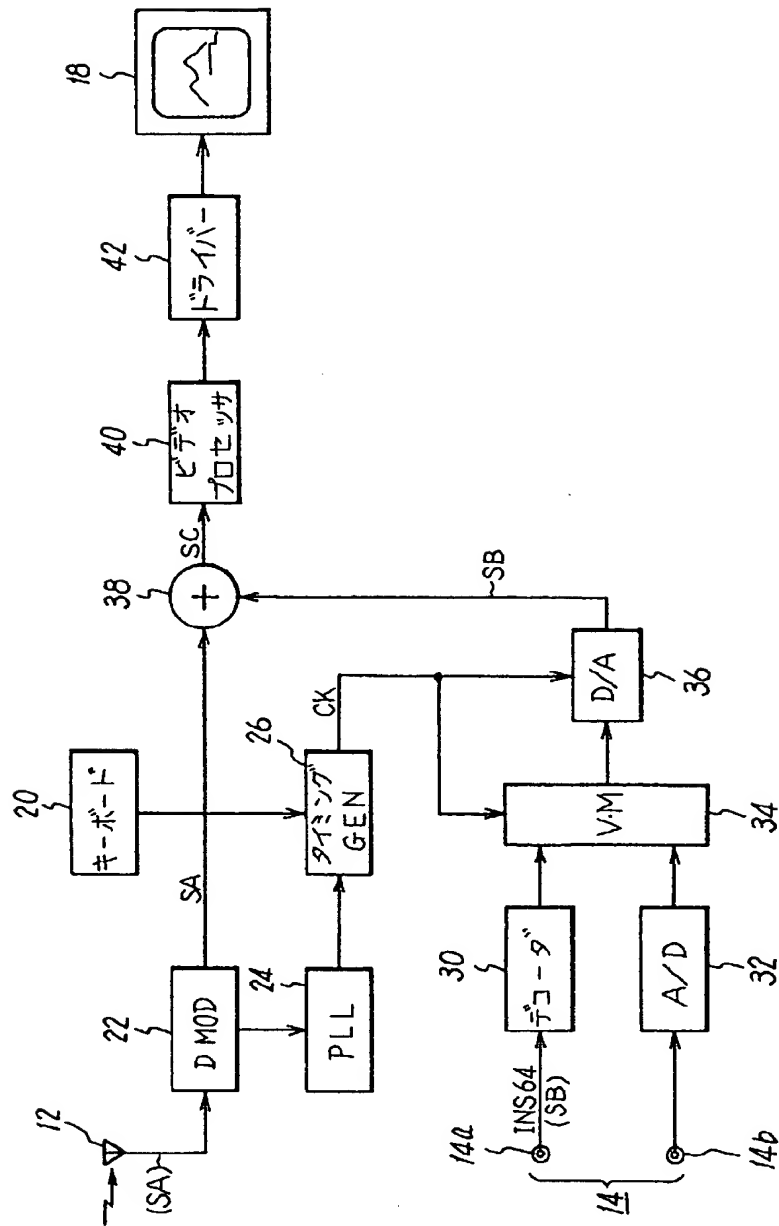 12
(SA)
22
D MOD
SA
20
キーボード
24
PLL
26
タイミング
GEN
CK
38
+
SC
40
ビデオ
プロセッサ
42
ドライバー
18
SB
14a
INS64
(SB)
14
14b
30
デコーダ
32
A/D
V·M
34
D/A
36